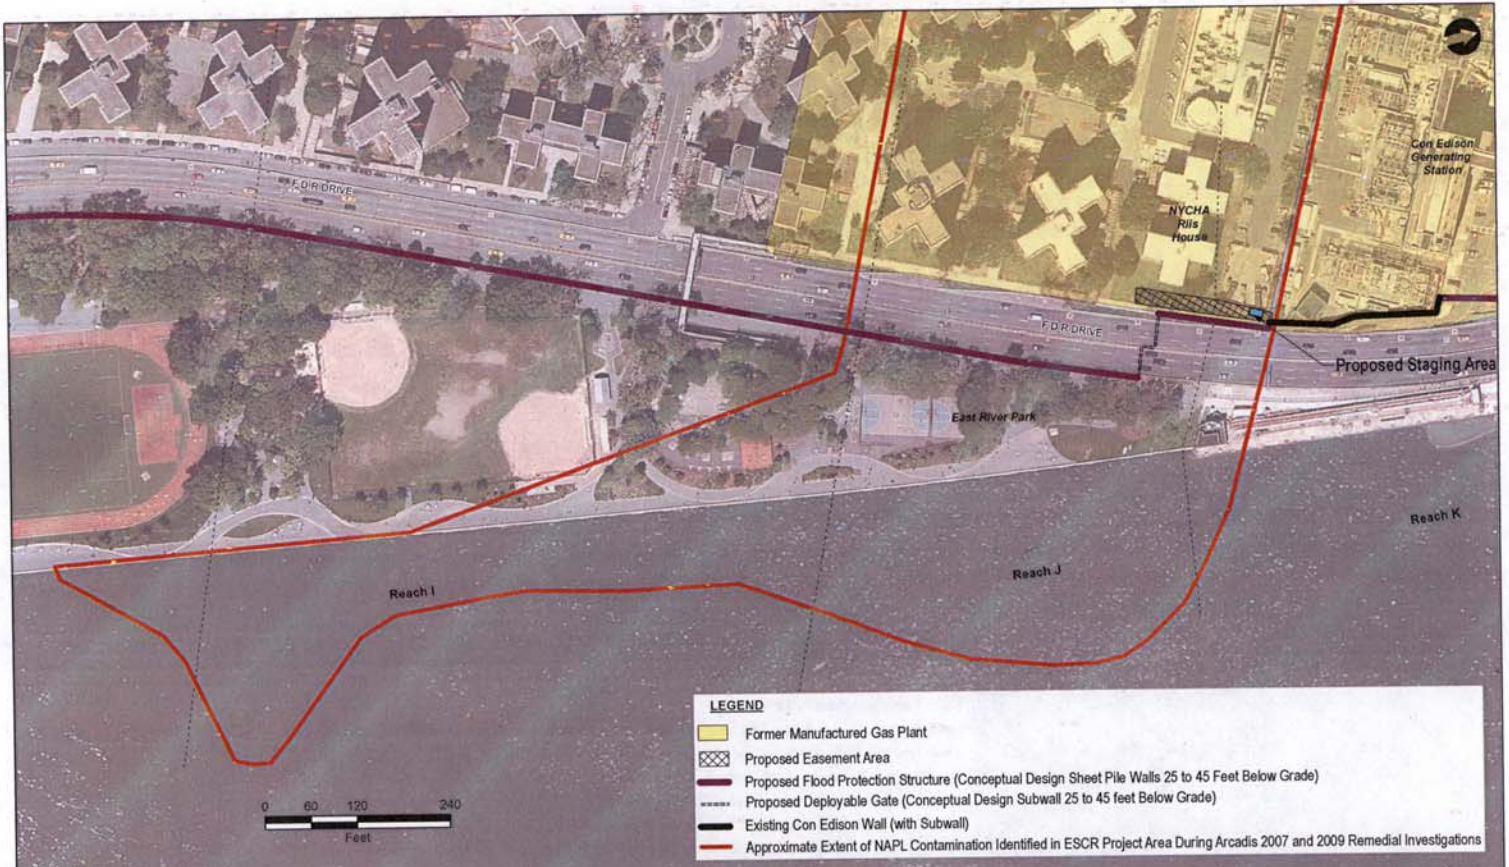 Con Edison
Generating
Station
F D R DRIVE
NYCHA
Riis
House
F D R DRIVE
Proposed Staging Area
East River Park
Reach K
Reach J
Reach I
LEGEND
Former Manufactured Gas Plant
Proposed Easement Area
Proposed Flood Protection Structure (Conceptual Design Sheet Pile Walls 25 to 45 Feet Below Grade)
Proposed Deployable Gate (Conceptual Design Subwall 25 to 45 feet Below Grade)
Existing Con Edison Wall (with Subwall)
Approximate Extent of NAPL Contamination Identified in ESCR Project Area During Arcadis 2007 and 2009 Remedial Investigations
0 60 120 240
Feet